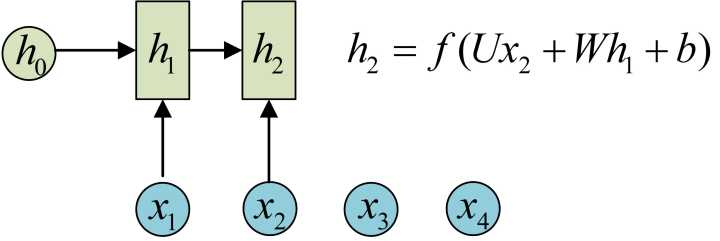 h₀ h₁ h₂ h₂ = f(Ux₂ + Wh₁ + b)
x₁ x₂ x₃ x₄